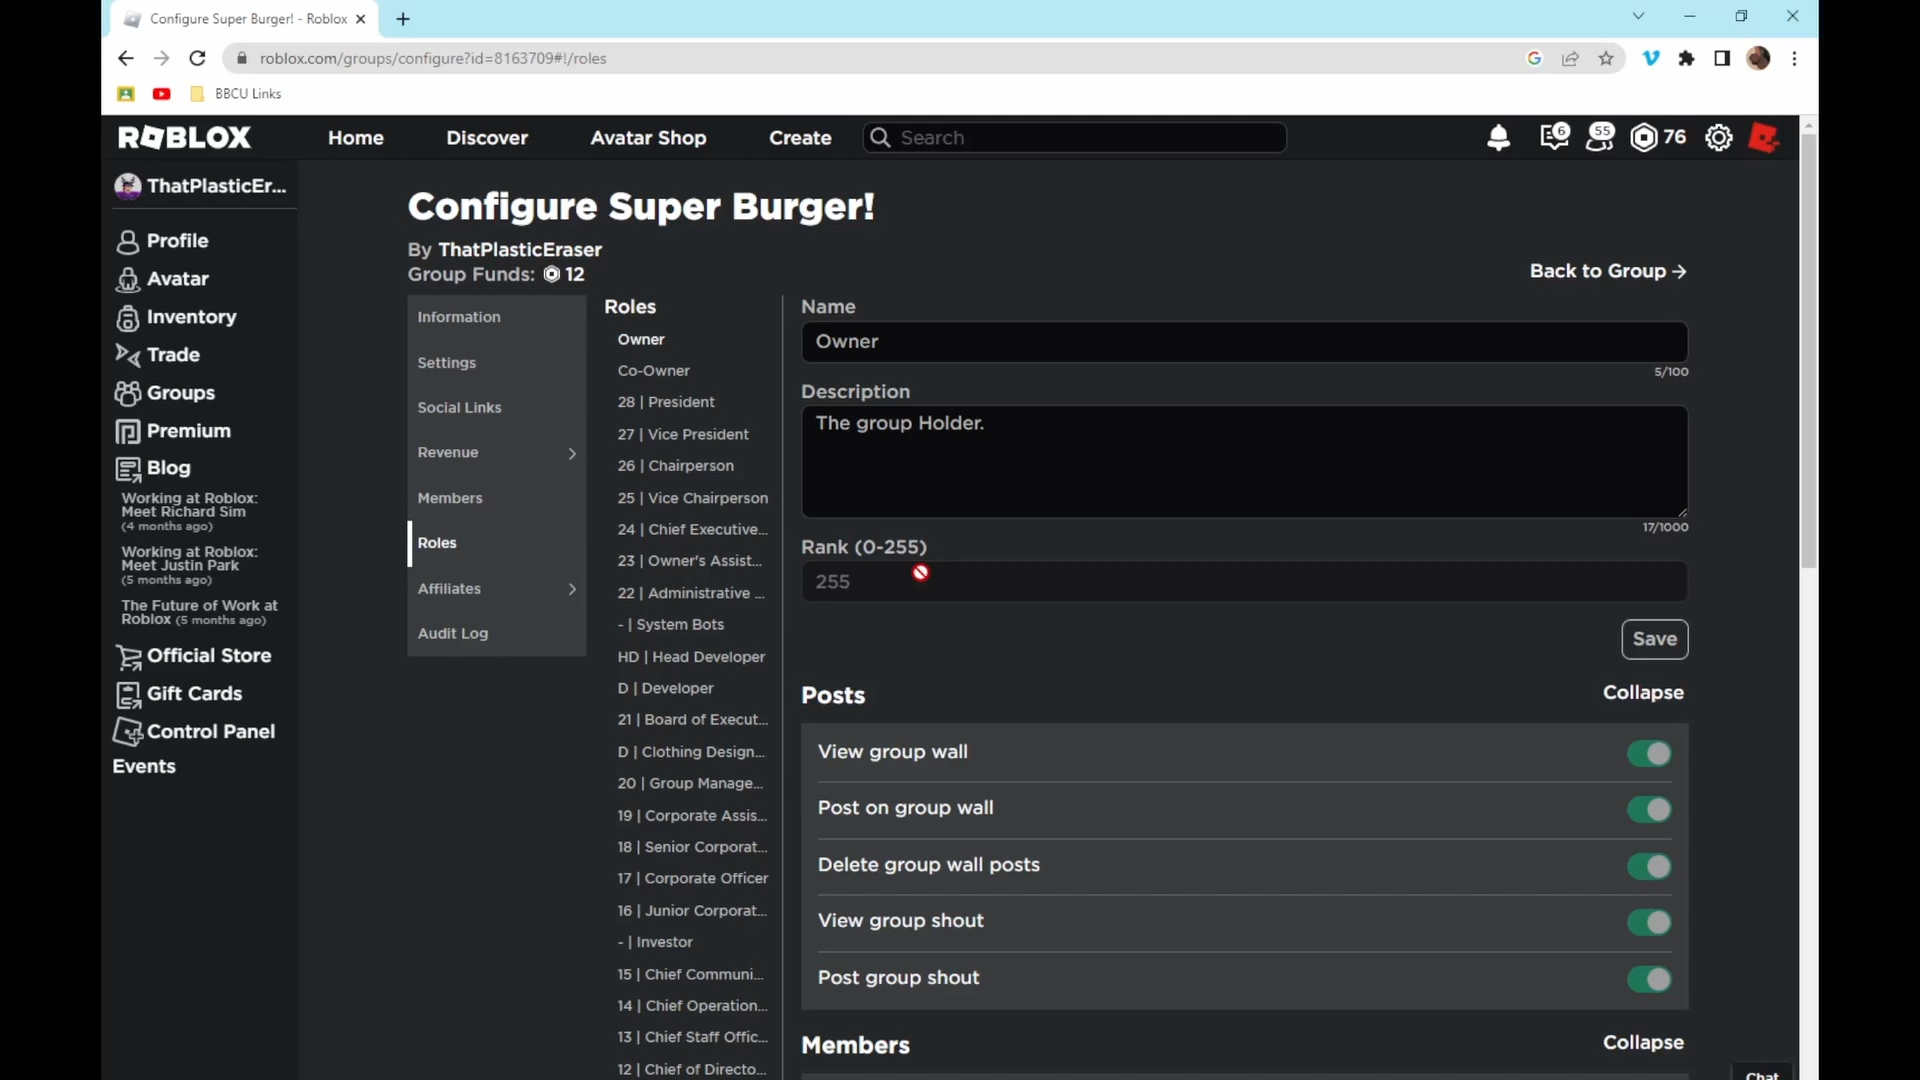 Configure Super Burger! - Roblox
roblox.com/groups/configure?id=8163709#!/roles
BBCU Links
ROBLOX
Home
Discover
Avatar Shop
Create
Search
6
55
76
ThatPlasticEr...
Profile
Avatar
Inventory
Trade
Groups
Premium
Blog
Working at Roblox:
Meet Richard Sim
(4 months ago)
Working at Roblox:
Meet Justin Park
(5 months ago)
The Future of Work at
Roblox (5 months ago)
Official Store
Gift Cards
Control Panel
Events
Configure Super Burger!
By ThatPlasticEraser
Group Funds: 12
Back to Group →
Information
Settings
Social Links
Revenue
Members
Roles
Affiliates
Audit Log
Roles
Owner
Co-Owner
28 | President
27 | Vice President
26 | Chairperson
25 | Vice Chairperson
24 | Chief Executive...
23 | Owner's Assist...
22 | Administrative ...
- | System Bots
HD | Head Developer
D | Developer
21 | Board of Execut...
D | Clothing Design...
20 | Group Manage...
19 | Corporate Assis...
18 | Senior Corporat...
17 | Corporate Officer
16 | Junior Corporat...
- | Investor
15 | Chief Communi...
14 | Chief Operation...
13 | Chief Staff Offic...
12 | Chief of Directo...
Name
Owner
5/100
Description
The group Holder.
17/1000
Rank (0-255)
255
Save
Posts
Collapse
View group wall
Post on group wall
Delete group wall posts
View group shout
Post group shout
Members
Collapse
Chat